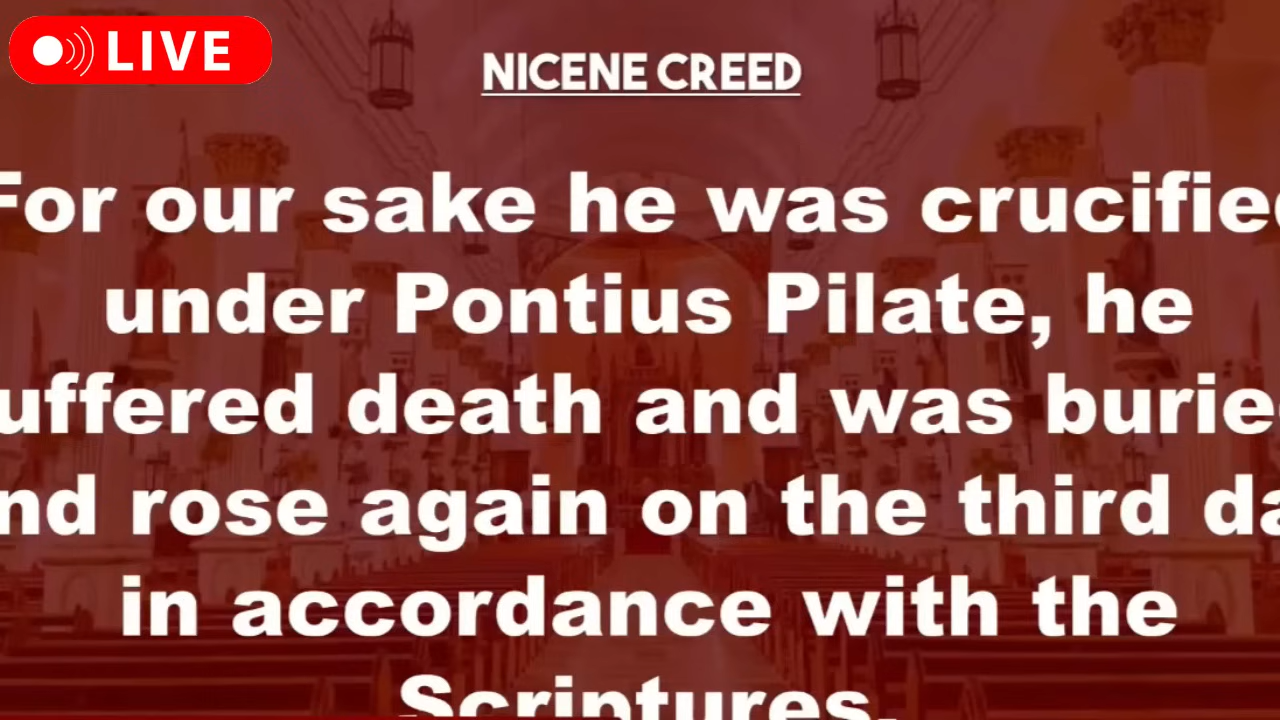 LIVE
NICENE CREED
For our sake he was crucified
under Pontius Pilate, he
uffered death and was burie
nd rose again on the third da
in accordance with the
Scriptures.